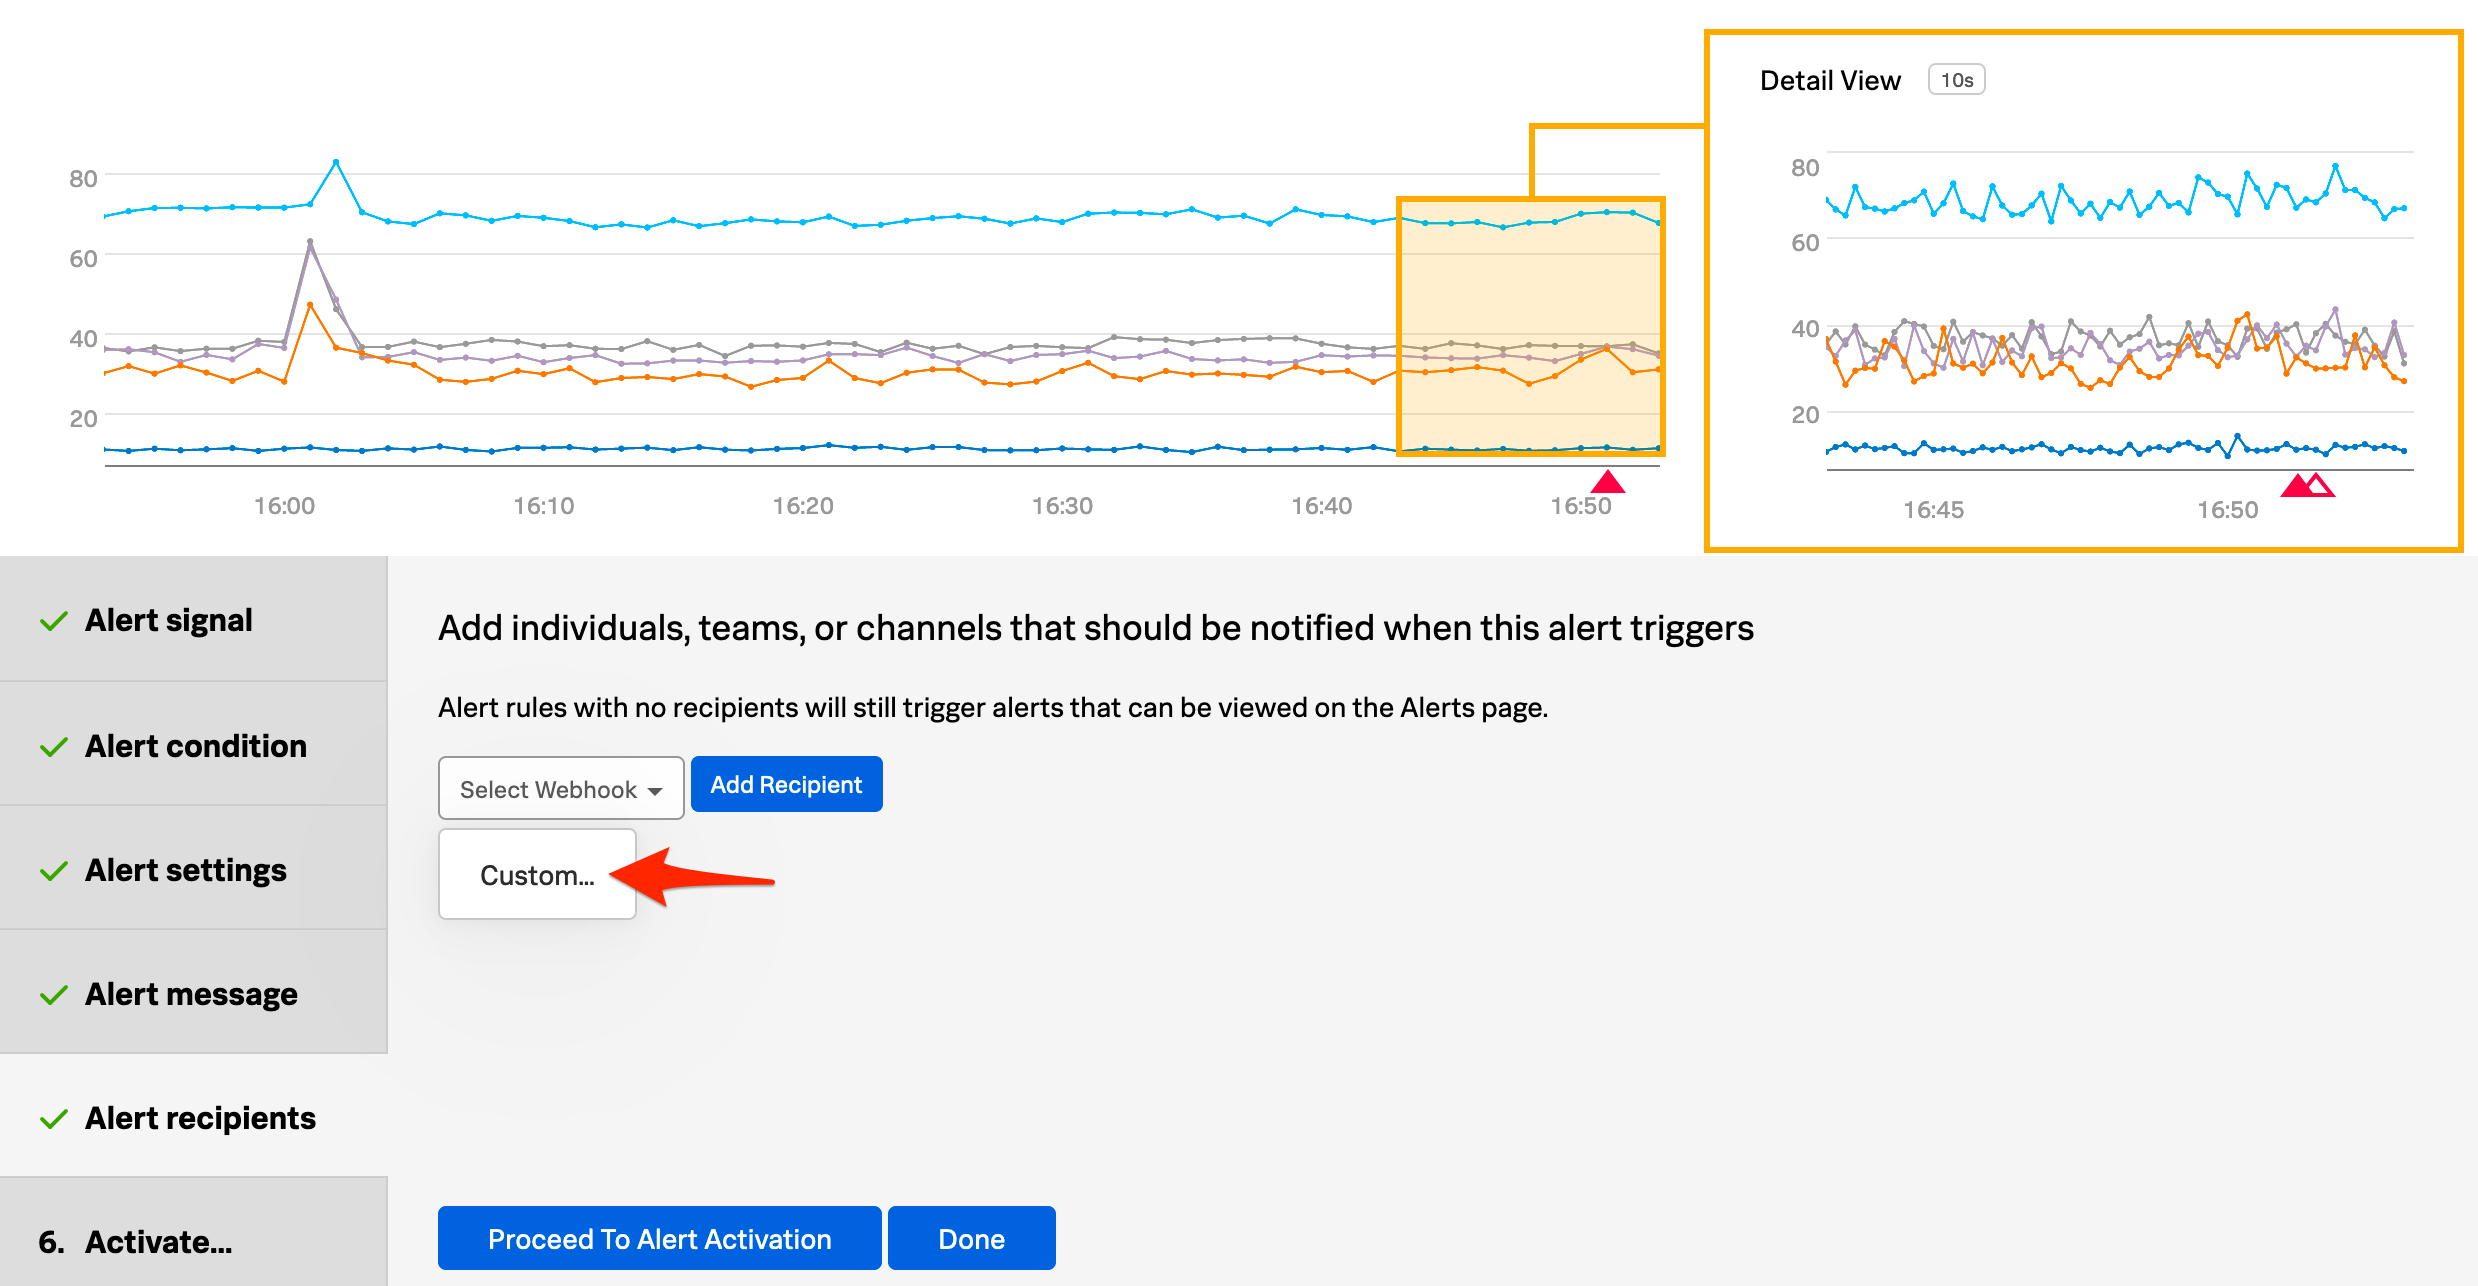 80
60
40
20
16:00 16:10 16:20 16:30 16:40 16:50
Detail View 10s
80
60
40
20
16:45 16:50
Alert signal
Alert condition
Alert settings
Alert message
Alert recipients
6. Activate...
Add individuals, teams, or channels that should be notified when this alert triggers
Alert rules with no recipients will still trigger alerts that can be viewed on the Alerts page.
Select Webhook Add Recipient
Custom...
Proceed To Alert Activation Done